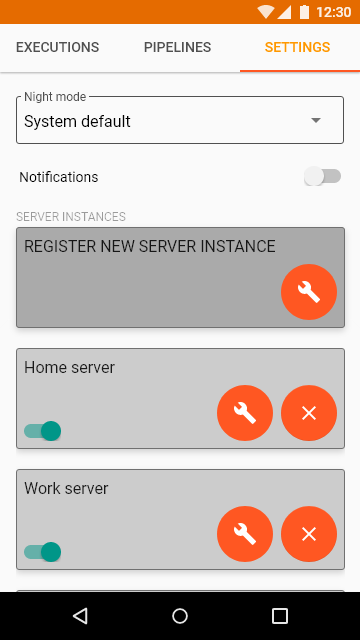 12:30
EXECUTIONS PIPELINES SETTINGS
Night mode
System default
Notifications
SERVER INSTANCES
REGISTER NEW SERVER INSTANCE
Home server
Work server